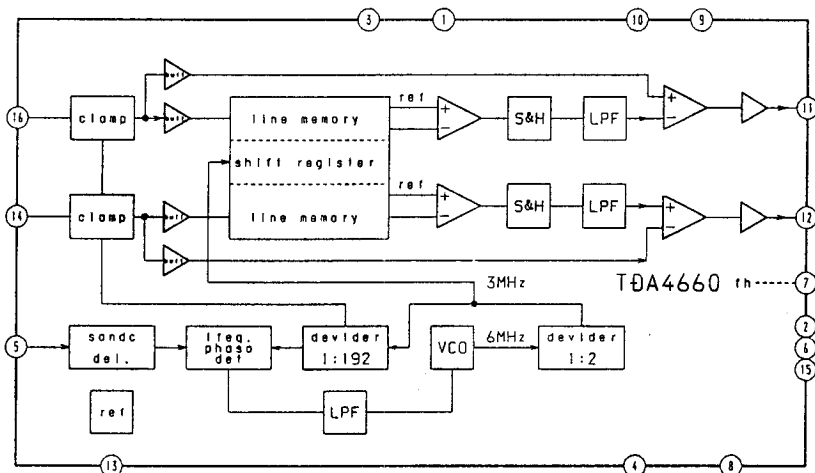 3 1 10 9
buff
16 clamp buff line memory ref + − S&H LPF + − 11
shift register
14 clamp buff line memory ref + − S&H LPF + − 12
buff
3MHz TDA4660 fh 7
2
5 sandc del. freq. phase det devider 1:192 VCO 6MHz devider 1:2 6
15
ref LPF
13 4 8